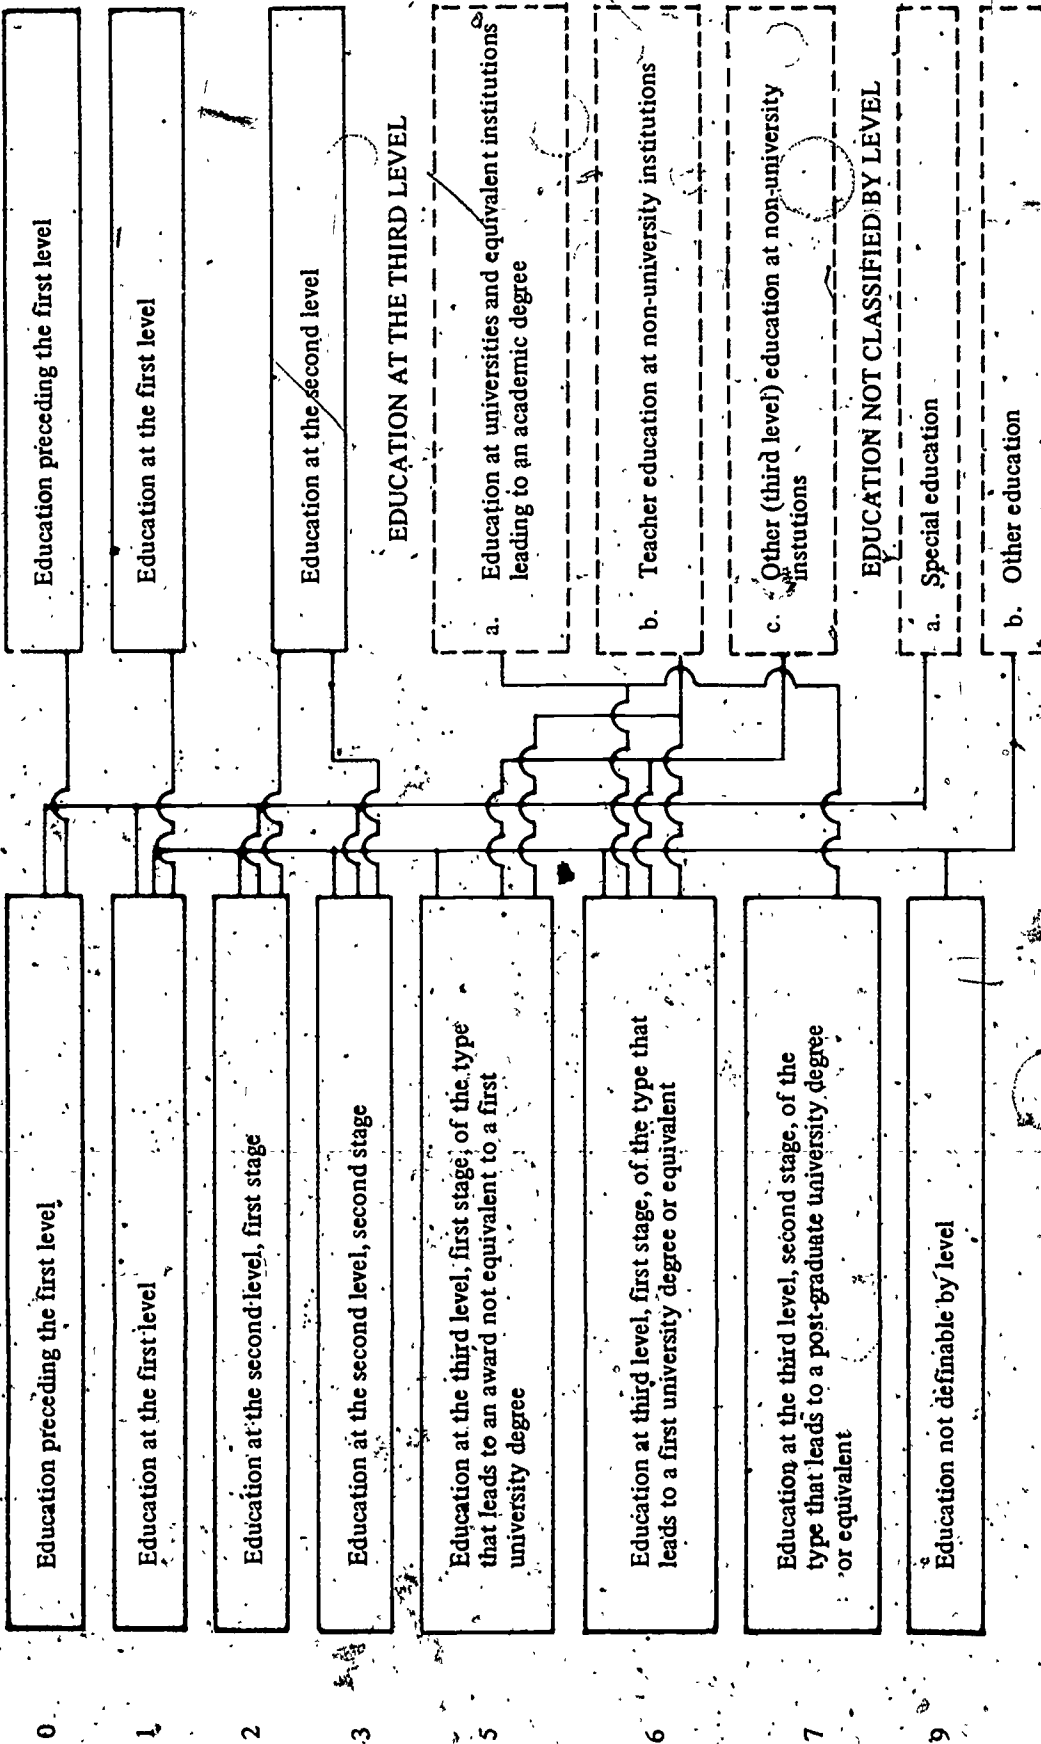 0
Education preceding the first level
1
Education at the first level
2
Education at the second level, first stage
3
Education at the second level, second stage
5
Education at the third level, first stage, of the type
that leads to an award not equivalent to a first
university degree
6
Education at third level, first stage, of the type that
leads to a first university degree or equivalent
7
Education at the third level, second stage, of the
type that leads to a post-graduate university degree
or equivalent
9
Education not definable by level
Education preceding the first level
Education at the first level
Education at the second level
EDUCATION AT THE THIRD LEVEL
a. Education at universities and equivalent institutions
leading to an academic degree
b. Teacher education at non-university institutions
c. Other (third level) education at non-university
instutions
EDUCATION NOT CLASSIFIED BY LEVEL
a. Special education
b. Other education